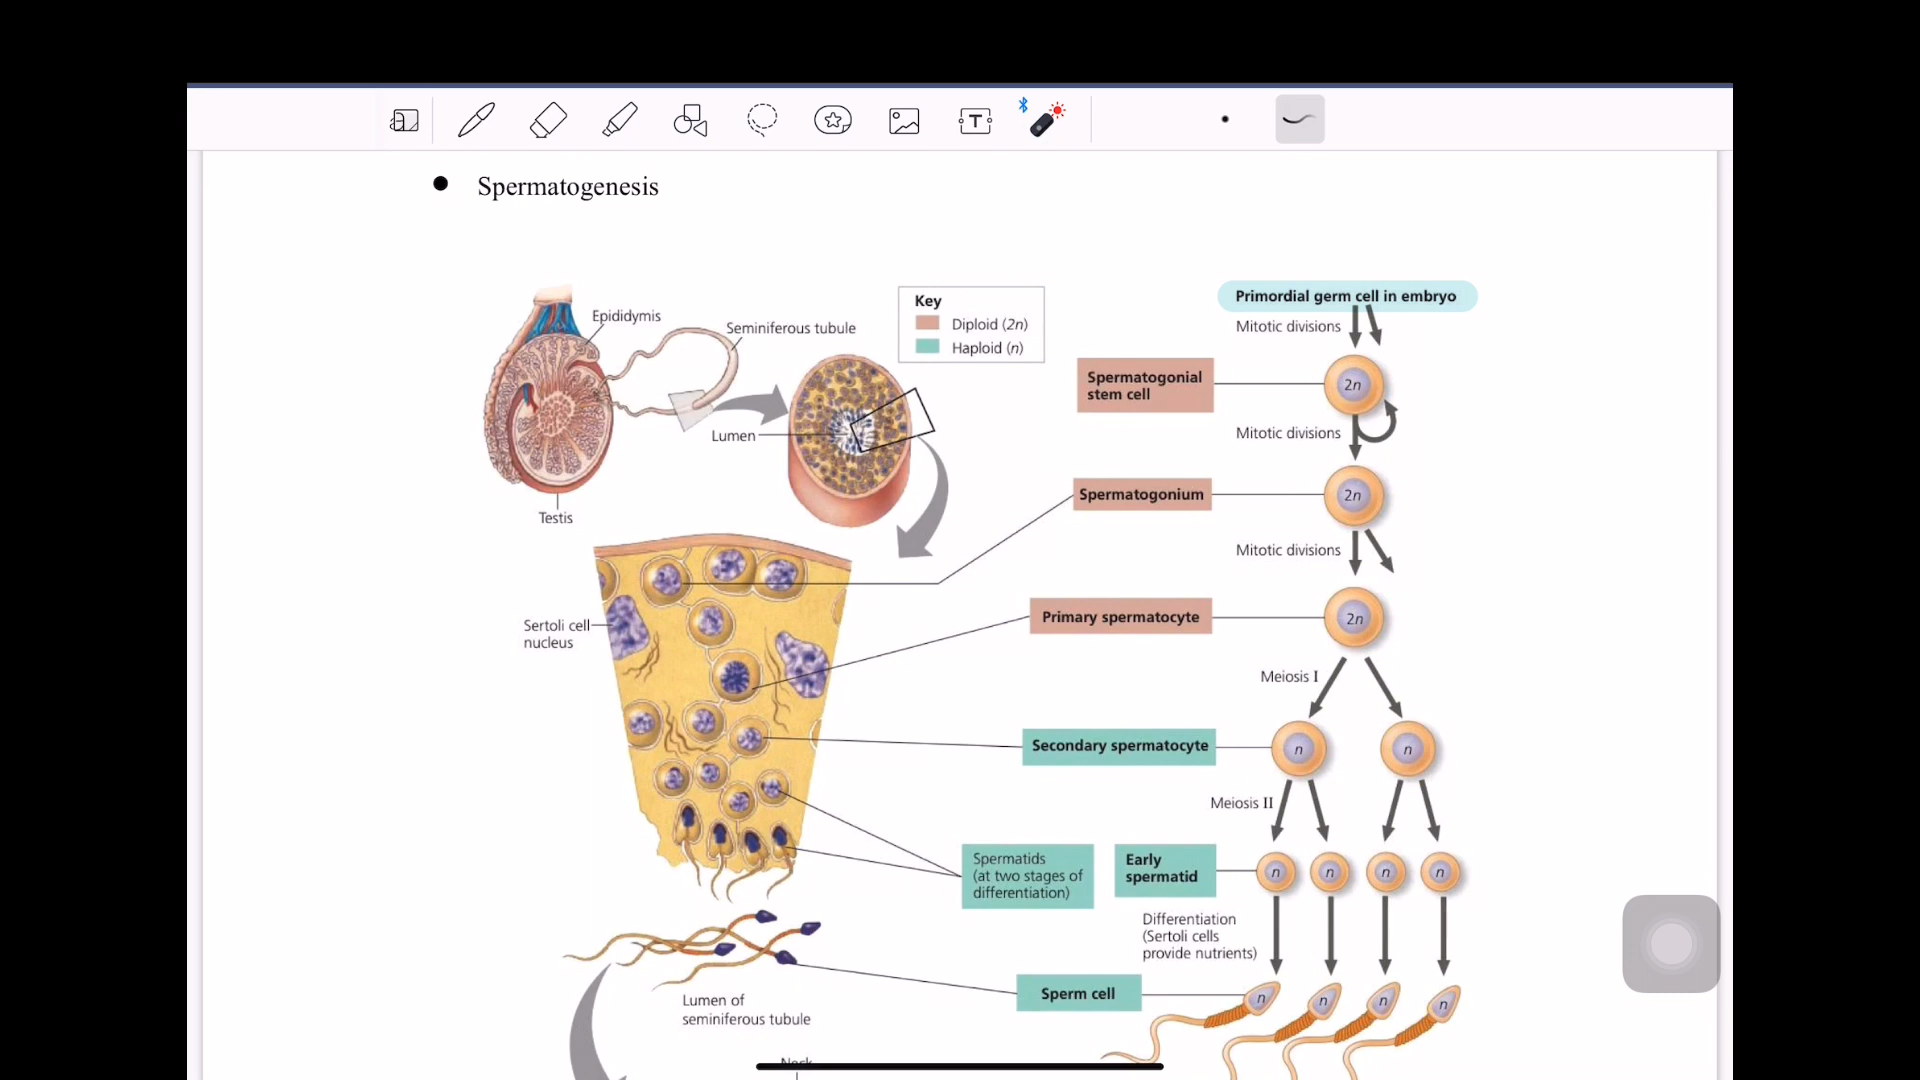 Spermatogenesis
Epididymis
Seminiferous tubule
Lumen
Testis
Key
Diploid (2n)
Haploid (n)
Primordial germ cell in embryo
Mitotic divisions
Spermatogonial
stem cell
2n
Mitotic divisions
Spermatogonium
2n
Mitotic divisions
Sertoli cell
nucleus
Primary spermatocyte
2n
Meiosis I
Secondary spermatocyte
n
n
Meiosis II
Spermatids
(at two stages of
differentiation)
Early
spermatid
n
n
n
n
Differentiation
(Sertoli cells
provide nutrients)
Sperm cell
n
n
n
n
Lumen of
seminiferous tubule
Neck